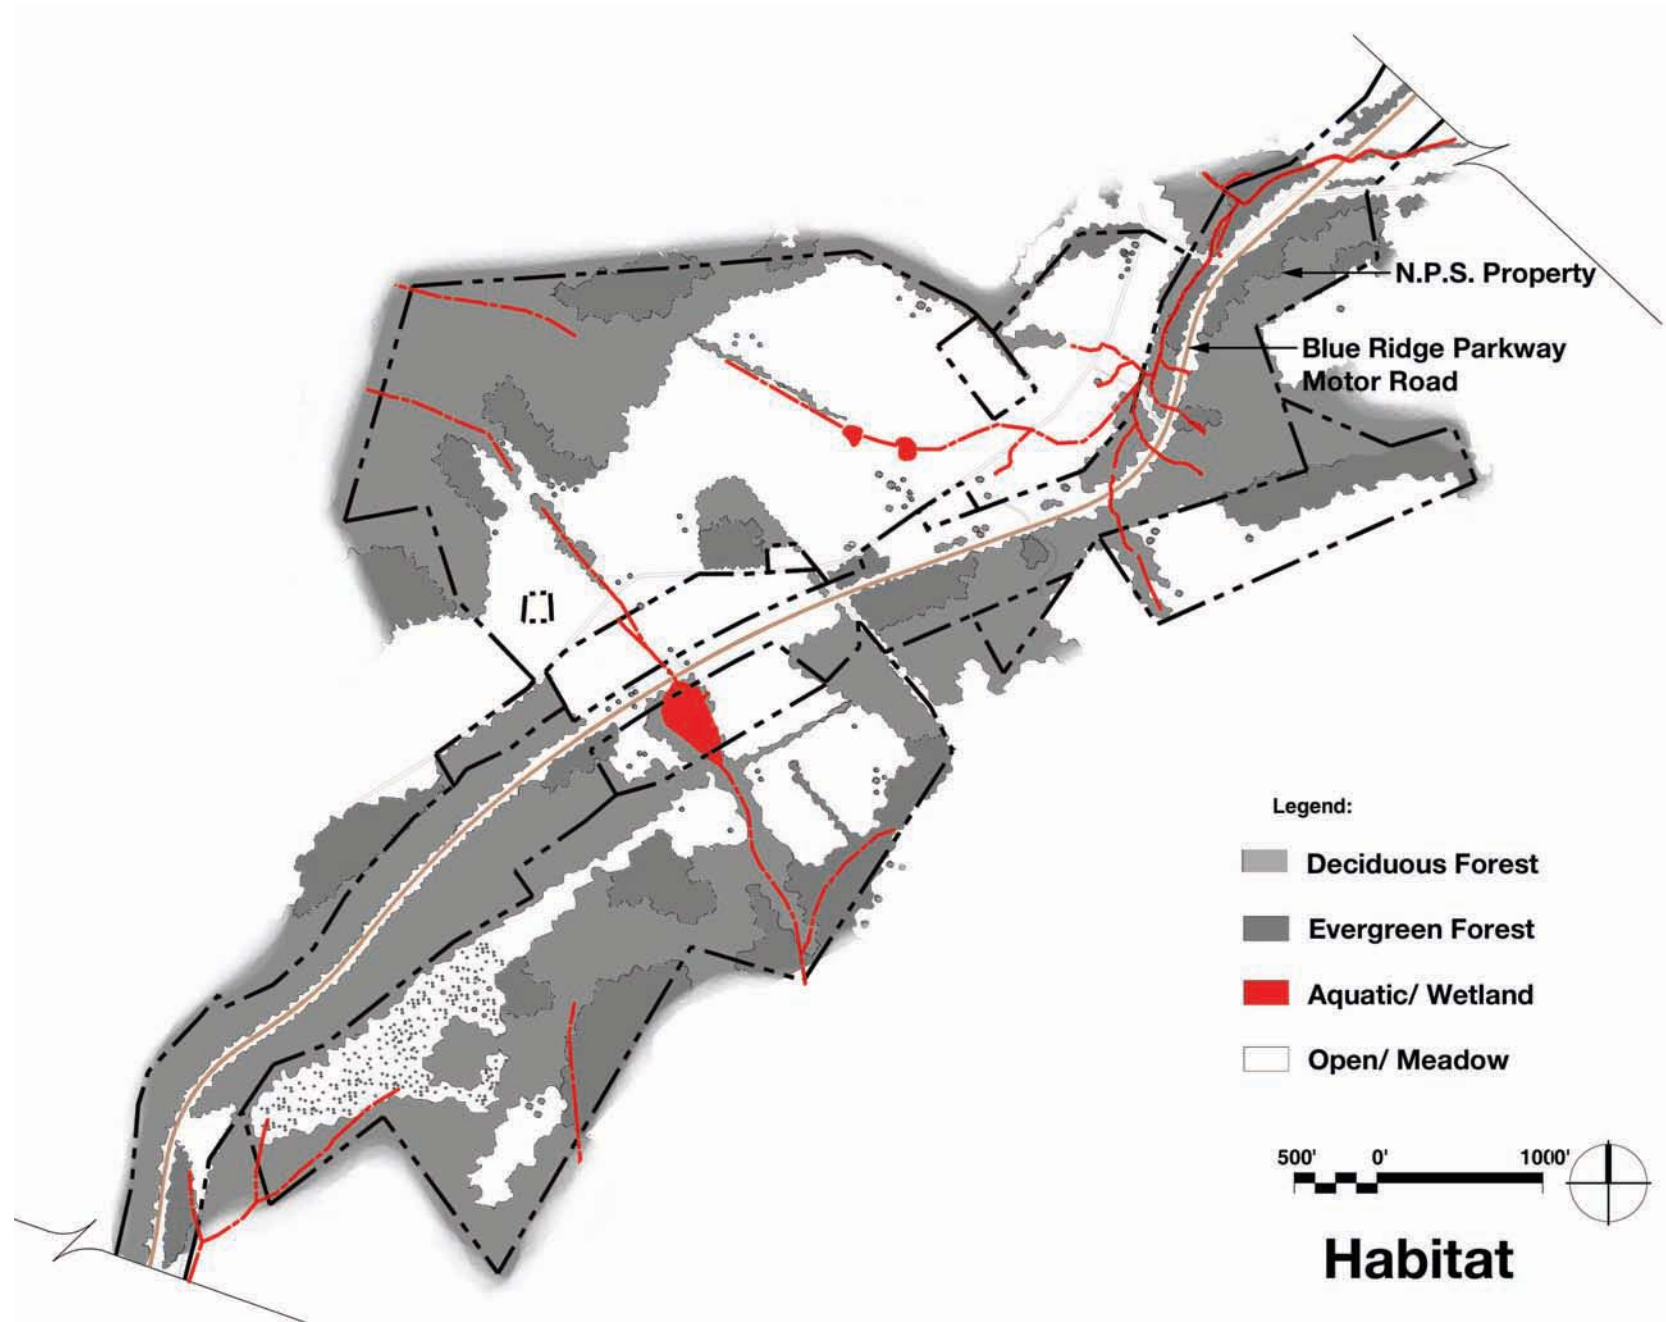 N.P.S. Property
Blue Ridge Parkway
Motor Road
Legend:
Deciduous Forest
Evergreen Forest
Aquatic/ Wetland
Open/ Meadow
500' 0' 1000'
Habitat